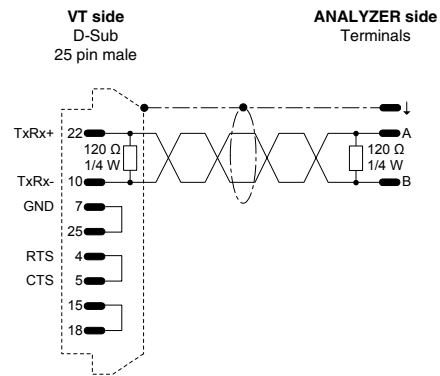 VT side
D-Sub
25 pin male
ANALYZER side
Terminals
↓
TxRx+ 22
A
120 Ω
1/4 W
120 Ω
1/4 W
TxRx- 10
B
GND 7
25
RTS 4
CTS 5
15
18